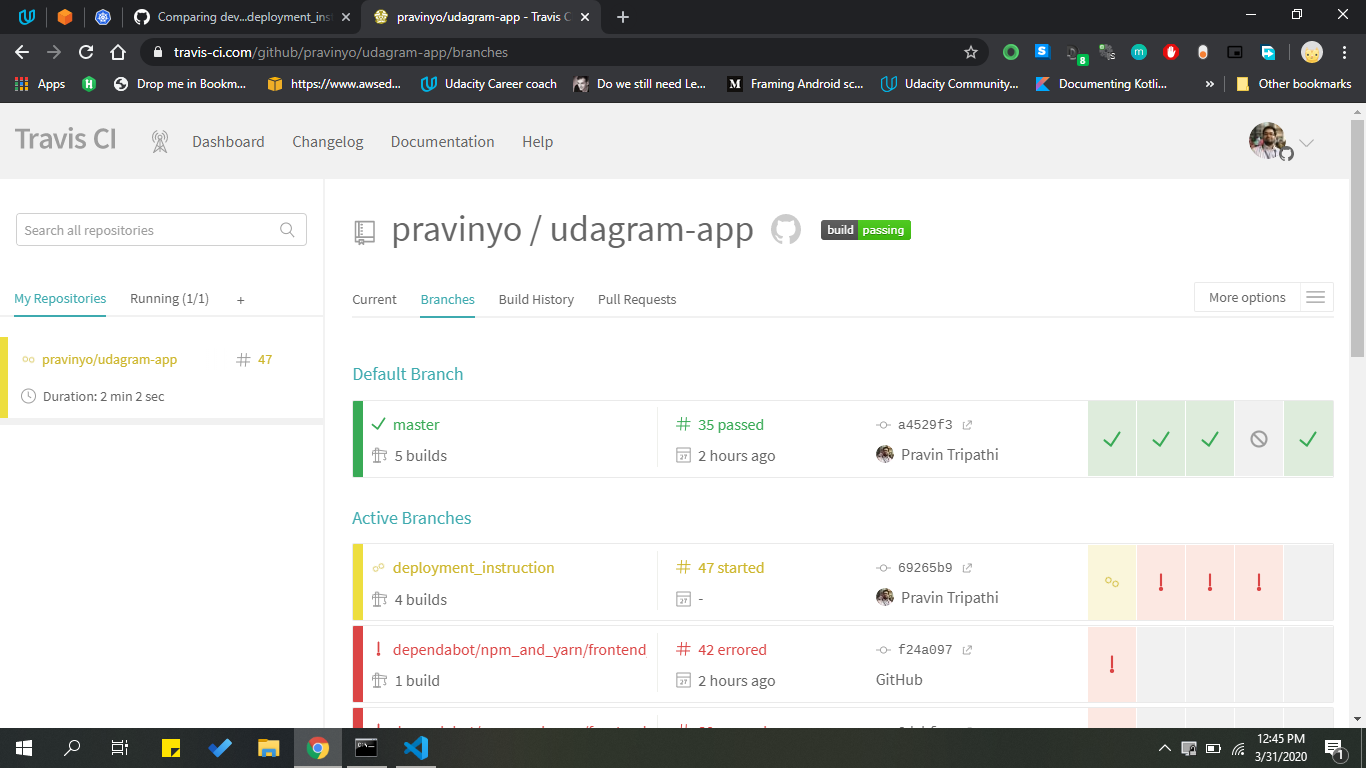 Comparing dev...deployment_inst
pravinyo/udagram-app - Travis C
travis-ci.com/github/pravinyo/udagram-app/branches
8
Apps
Drop me in Bookm...
https://www.awsed...
Udacity Career coach
Do we still need Le...
Framing Android sc...
Udacity Community...
Documenting Kotli...
»
Other bookmarks
Travis CI
Dashboard
Changelog
Documentation
Help
Search all repositories
pravinyo / udagram-app
build passing
My Repositories
Running (1/1)
+
Current
Branches
Build History
Pull Requests
More options
pravinyo/udagram-app
# 47
Duration: 2 min 2 sec
Default Branch
master
# 35 passed
a4529f3
5 builds
2 hours ago
Pravin Tripathi
Active Branches
deployment_instruction
# 47 started
69265b9
4 builds
-
Pravin Tripathi
dependabot/npm_and_yarn/frontend
# 42 errored
f24a097
1 build
2 hours ago
GitHub
12:45 PM
3/31/2020
1